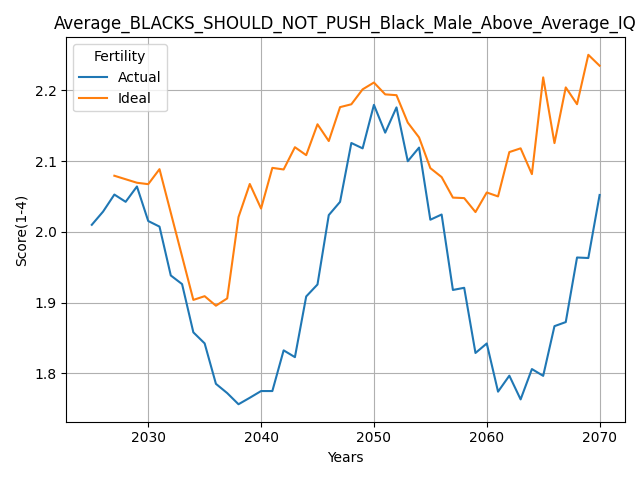 Average_BLACKS_SHOULD_NOT_PUSH_Black_Male_Above_Average_IQ
Fertility
Actual
Ideal
Score(1-4)
2.2
2.1
2.0
1.9
1.8
2030 2040 2050 2060 2070
Years